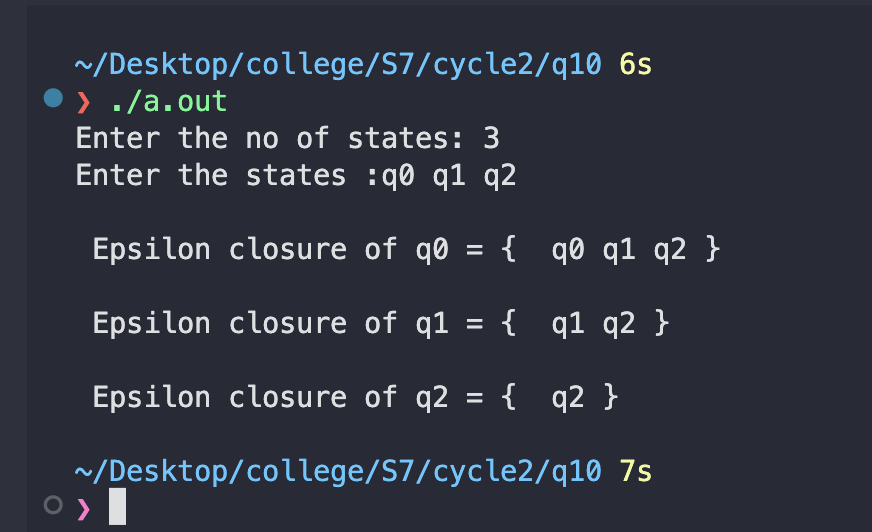 ~/Desktop/college/S7/cycle2/q10 6s
❯ ./a.out
Enter the no of states: 3
Enter the states :q0 q1 q2
Epsilon closure of q0 = {  q0 q1 q2 }
Epsilon closure of q1 = {  q1 q2 }
Epsilon closure of q2 = {  q2 }
~/Desktop/college/S7/cycle2/q10 7s
❯